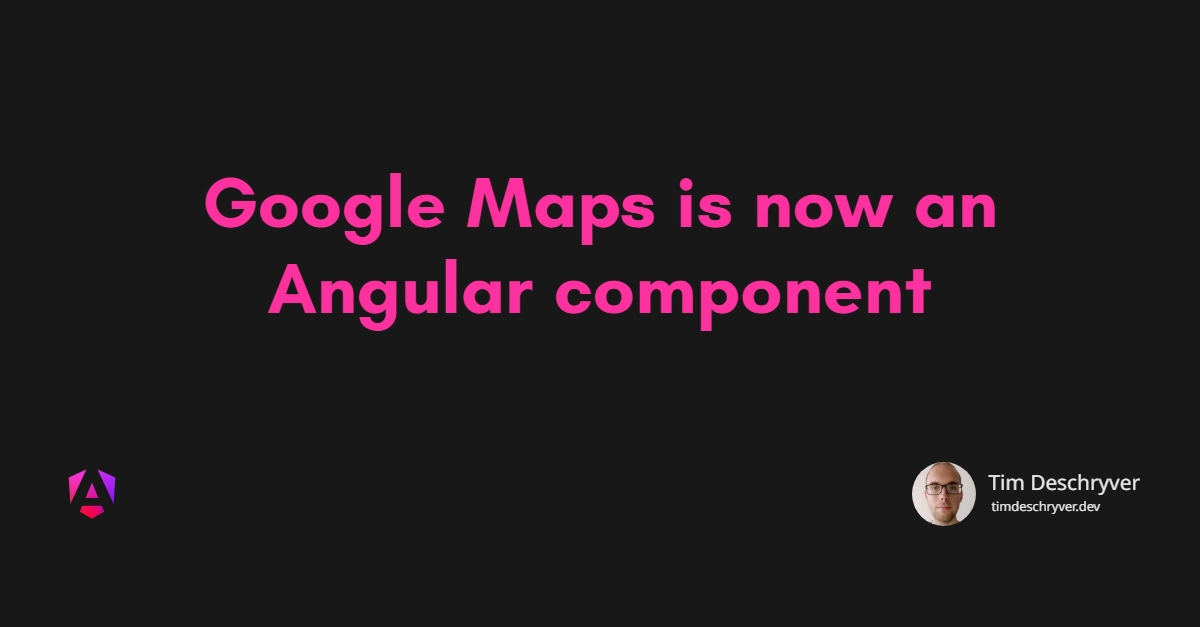 Google Maps is now an
Angular component
Tim Deschryver
timdeschryver.dev